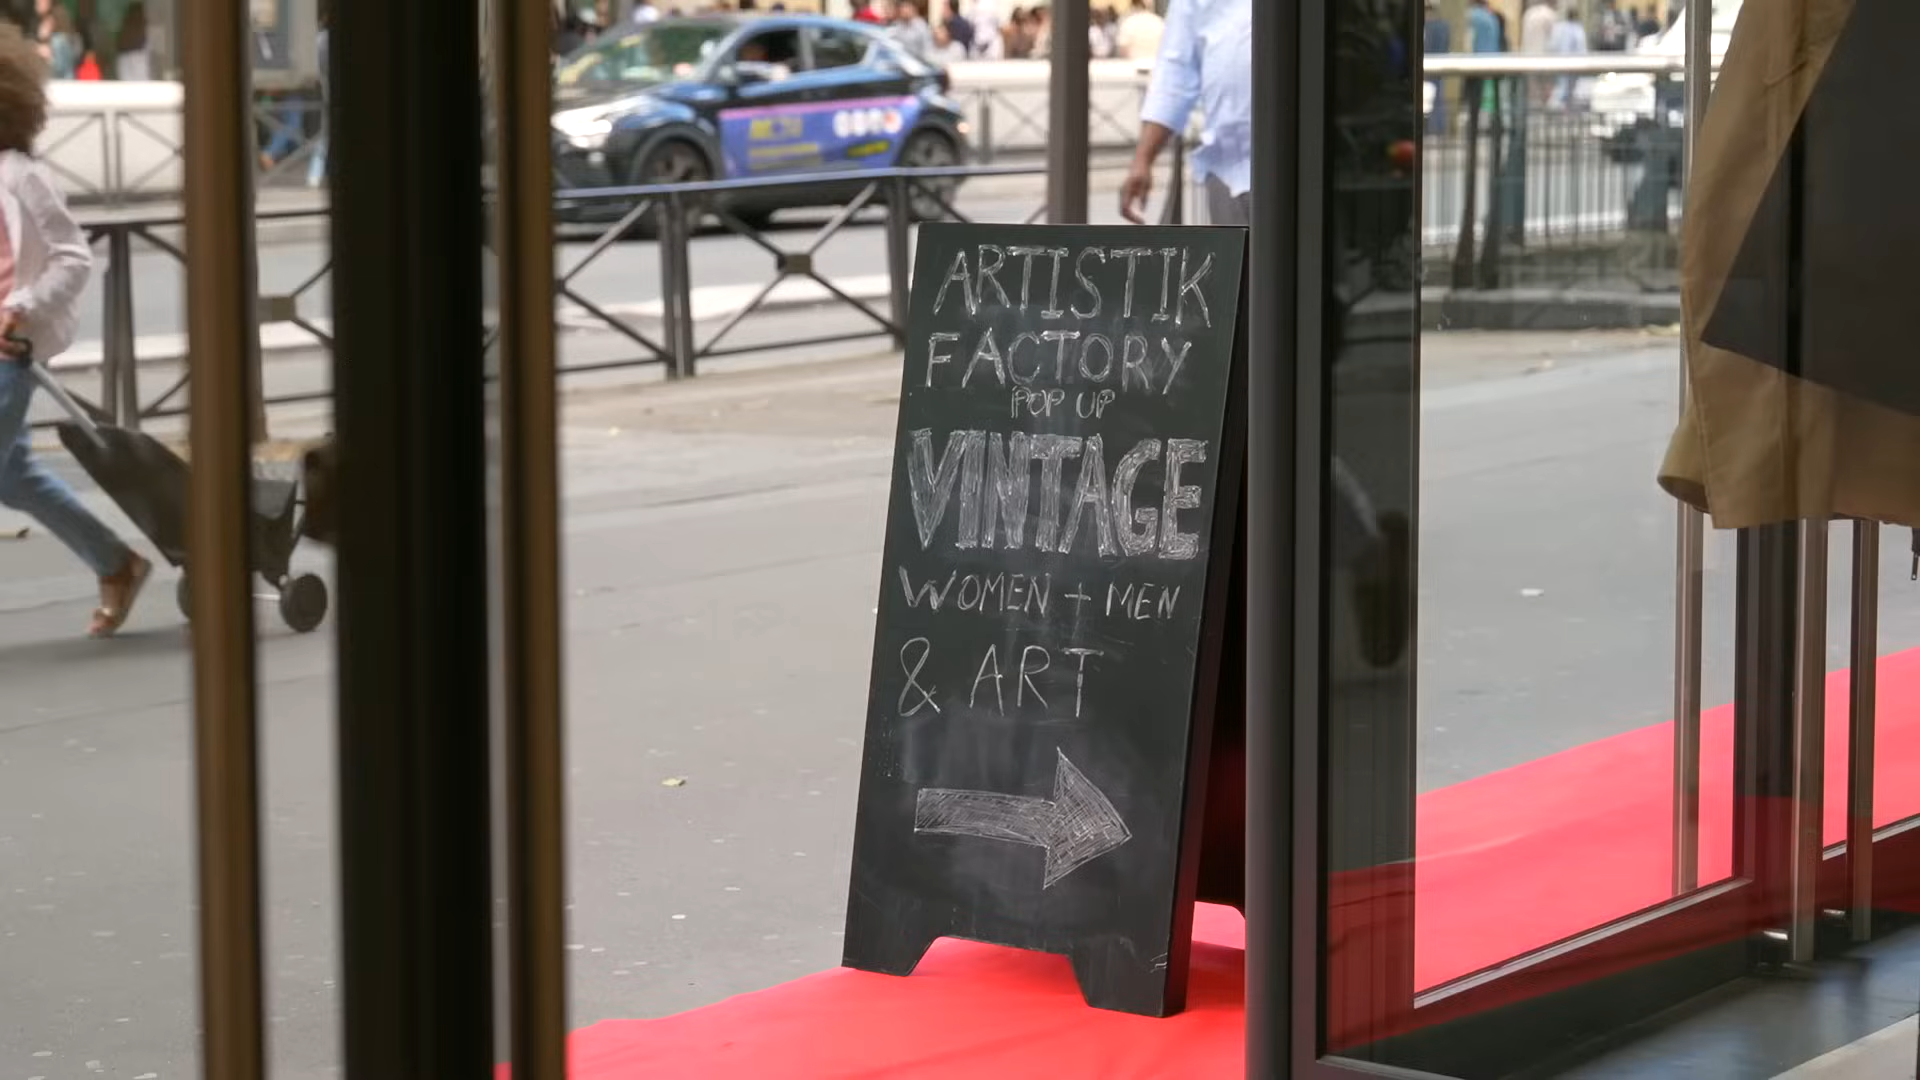 ARTISTIK
FACTORY
POP UP
VINTAGE
WOMEN + MEN
& ART